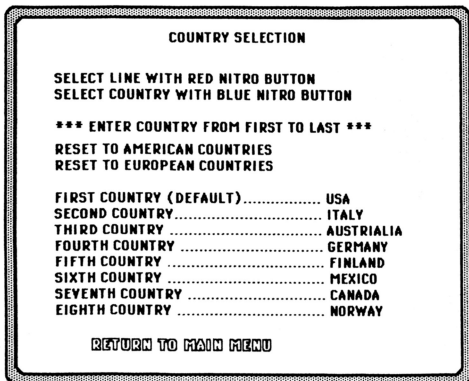 COUNTRY SELECTION
SELECT LINE WITH RED NITRO BUTTON
SELECT COUNTRY WITH BLUE NITRO BUTTON
*** ENTER COUNTRY FROM FIRST TO LAST ***
RESET TO AMERICAN COUNTRIES
RESET TO EUROPEAN COUNTRIES
FIRST COUNTRY (DEFAULT)................ USA
SECOND COUNTRY............................... ITALY
THIRD COUNTRY ................................ AUSTRIALIA
FOURTH COUNTRY ............................. GERMANY
FIFTH COUNTRY ................................ FINLAND
SIXTH COUNTRY ................................ MEXICO
SEVENTH COUNTRY ........................... CANADA
EIGHTH COUNTRY .............................. NORWAY
RETURN TO MAIN MENU